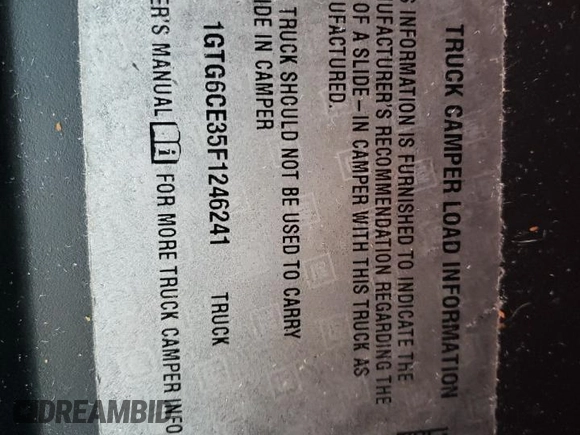 TRUCK CAMPER LOAD INFORMATION
INFORMATION IS FURNISHED TO INDICATE THE
UFACTURER'S RECOMMENDATION REGARDING THE
OF A SLIDE-IN CAMPER WITH THIS TRUCK AS
UFACTURED.
TRUCK SHOULD NOT BE USED TO CARRY
IDE IN CAMPER
1GTG6CE35F1246241 TRUCK
ER'S MANUAL FOR MORE TRUCK CAMPER INFO
DREAMBID